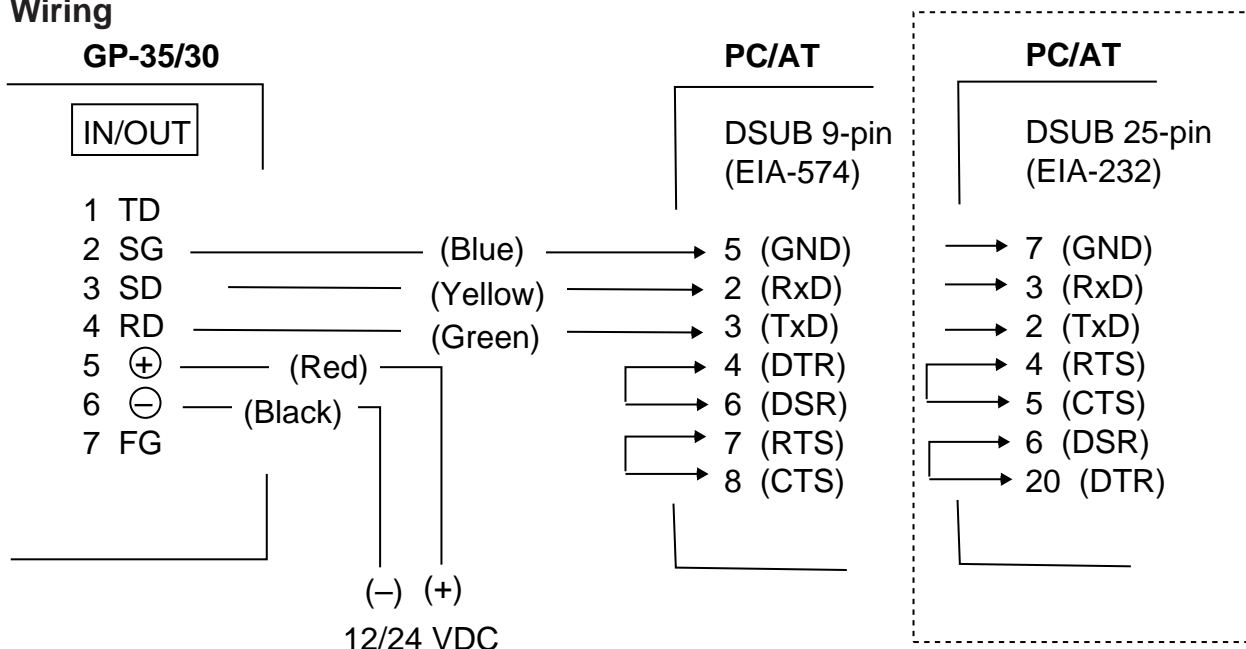 Wiring
GP-35/30
IN/OUT
1 TD
2 SG
3 SD
4 RD
5 +
6 –
7 FG
(Blue)
(Yellow)
(Green)
(Red)
(Black)
(–) (+)
12/24 VDC
PC/AT
DSUB 9-pin
(EIA-574)
5 (GND)
2 (RxD)
3 (TxD)
4 (DTR)
6 (DSR)
7 (RTS)
8 (CTS)
PC/AT
DSUB 25-pin
(EIA-232)
7 (GND)
3 (RxD)
2 (TxD)
4 (RTS)
5 (CTS)
6 (DSR)
20 (DTR)